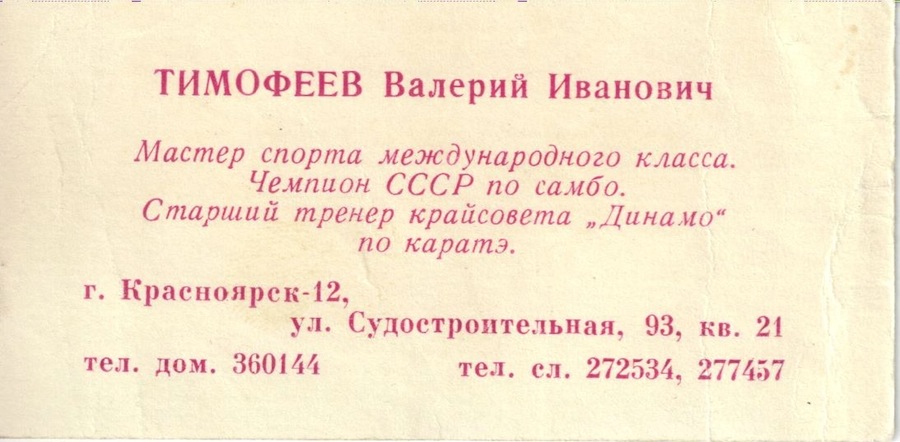 ТИМОФЕЕВ Валерий Иванович
Мастер спорта международного класса.
Чемпион СССР по самбо.
Старший тренер крайсовета „Динамо“
по каратэ.
г. Красноярск-12,
ул. Судостроительная, 93, кв. 21
тел. дом. 360144 тел. сл. 272534, 277457